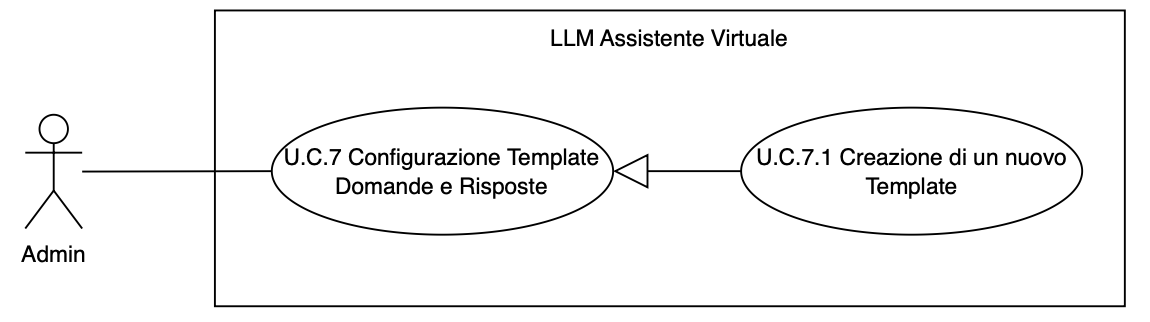 LLM Assistente Virtuale
U.C.7 Configurazione Template
Domande e Risposte
U.C.7.1 Creazione di un nuovo
Template
Admin